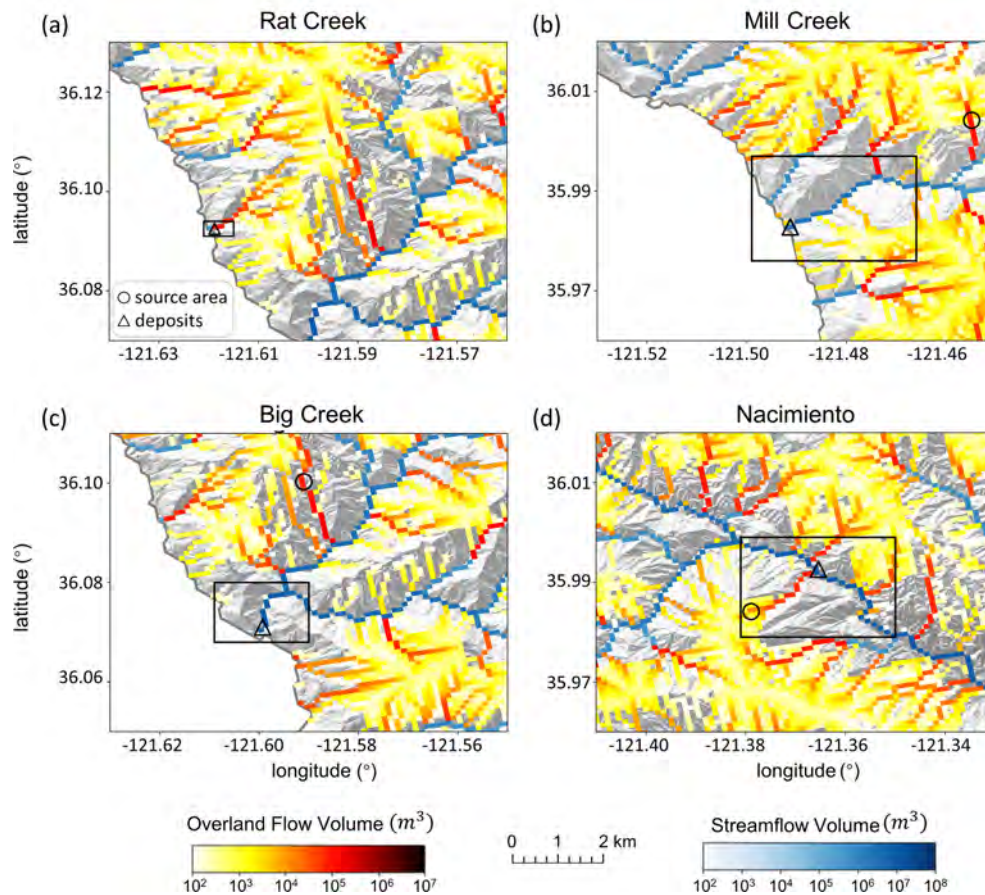 (a) Rat Creek
(b) Mill Creek
latitude (°)
36.12
36.10
36.08
○ source area
△ deposits
-121.63 -121.61 -121.59 -121.57
36.01
35.99
35.97
-121.52 -121.50 -121.48 -121.46
(c) Big Creek
(d) Nacimiento
latitude (°)
36.10
36.08
36.06
-121.62 -121.60 -121.58 -121.56
longitude (°)
36.01
35.99
35.97
-121.40 -121.38 -121.36 -121.34
longitude (°)
Overland Flow Volume (m³)
10² 10³ 10⁴ 10⁵ 10⁶ 10⁷
0 1 2 km
Streamflow Volume (m³)
10² 10³ 10⁴ 10⁵ 10⁶ 10⁷ 10⁸